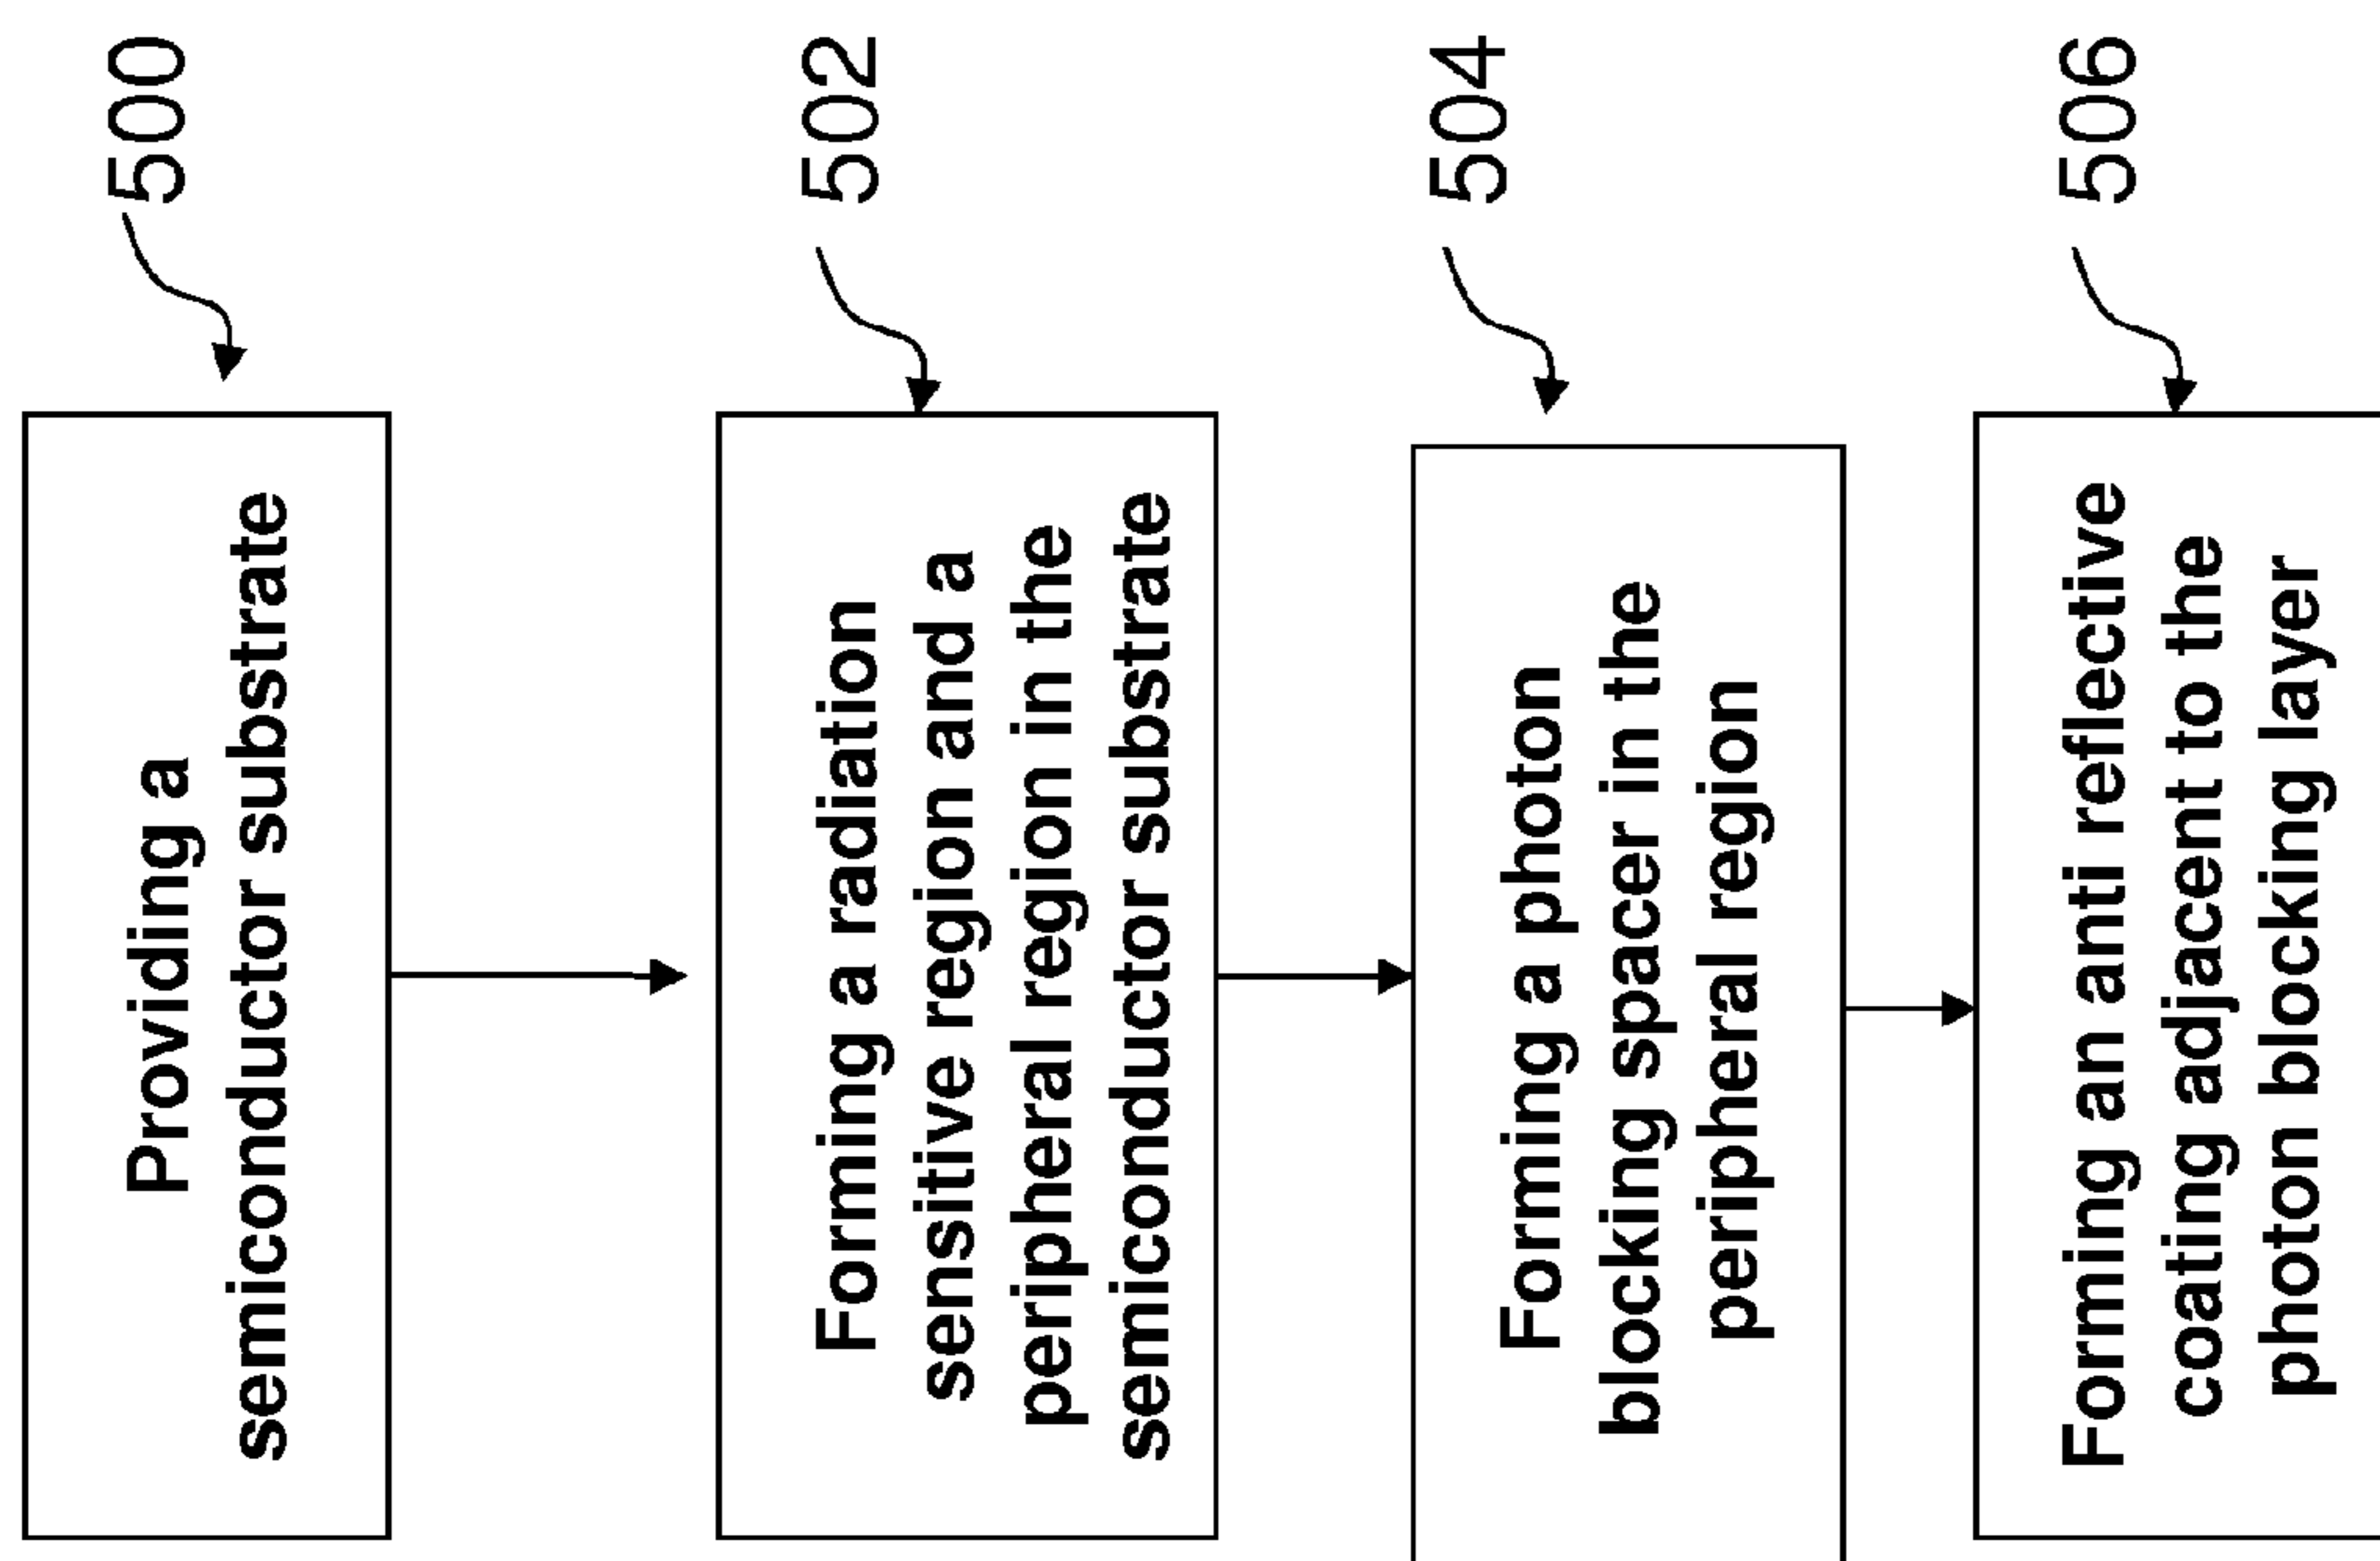 500
Providing a
semiconductor substrate
502
Forming a radiation
sensitive region and a
peripheral region in the
semiconductor substrate
504
Forming a photon
blocking spacer in the
peripheral region
506
Forming an anti reflective
coating adjacent to the
photon blocking layer